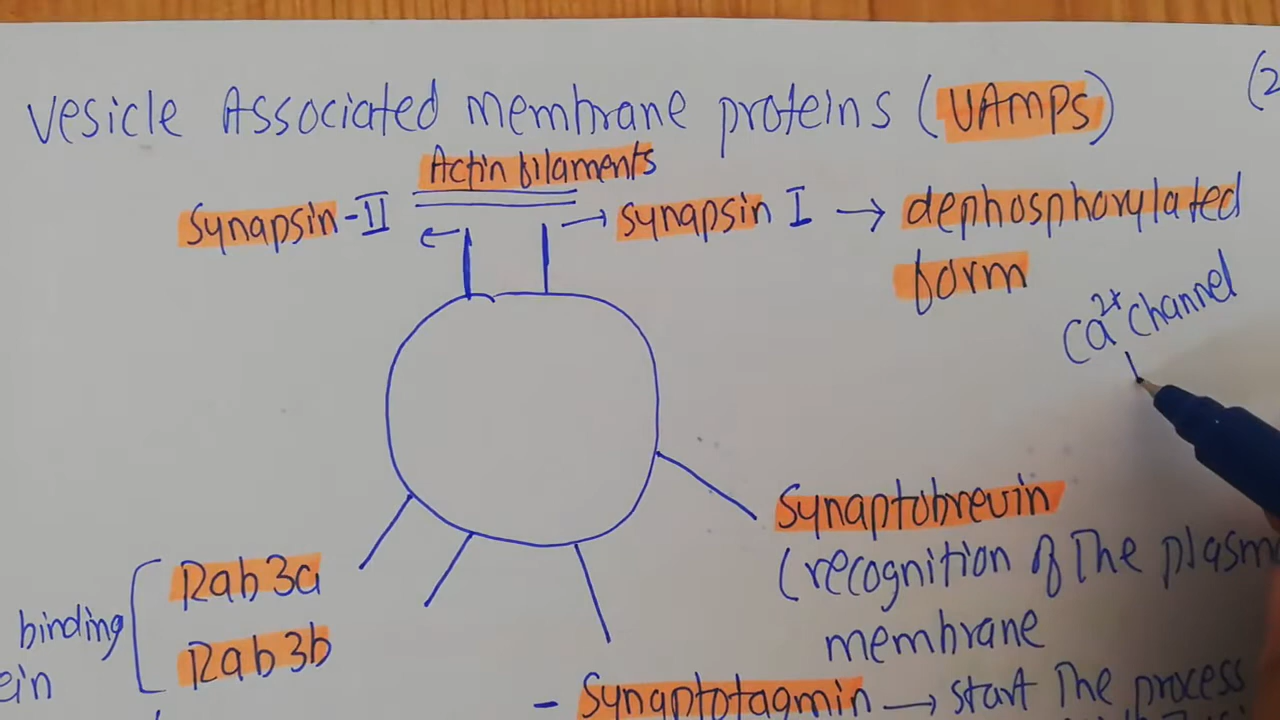 Vesicle Associated membrane proteins (VAMPs)
(2
Actin filaments
Synapsin-II
→ synapsin I → dephosphorylated
form
Ca²⁺ channel
Synaptobrevin
(recognition of The plasm
membrane
binding
ein
Rab3a
Rab3b
- Synaptotagmin → start The process